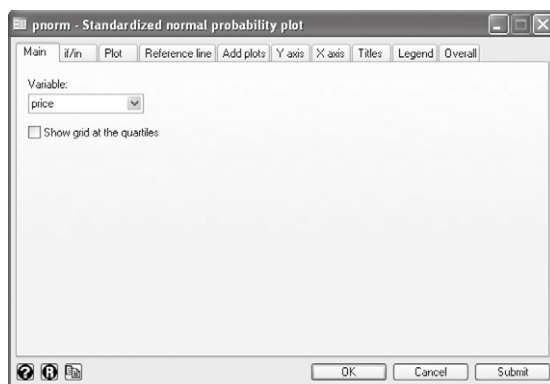 pnorm - Standardized normal probability plot
Main if/in Plot Reference line Add plots Y axis X axis Titles Legend Overall
Variable:
price
Show grid at the quartiles
? R OK Cancel Submit